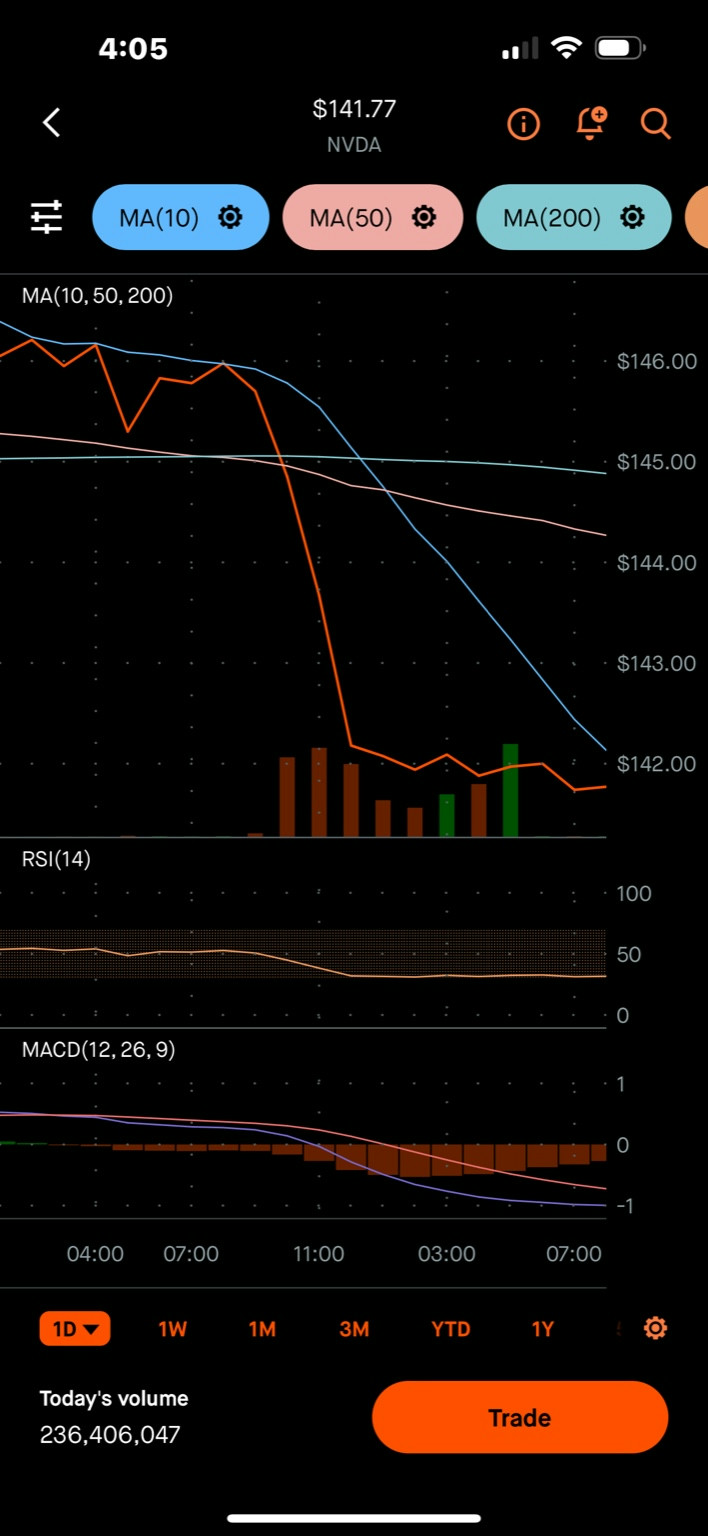 4:05
$141.77
NVDA
MA(10) MA(50) MA(200)
MA(10, 50, 200)
$146.00
$145.00
$144.00
$143.00
$142.00
RSI(14)
100
50
0
MACD(12, 26, 9)
1
0
-1
04:00 07:00 11:00 03:00 07:00
1D 1W 1M 3M YTD 1Y
Today's volume
236,406,047
Trade